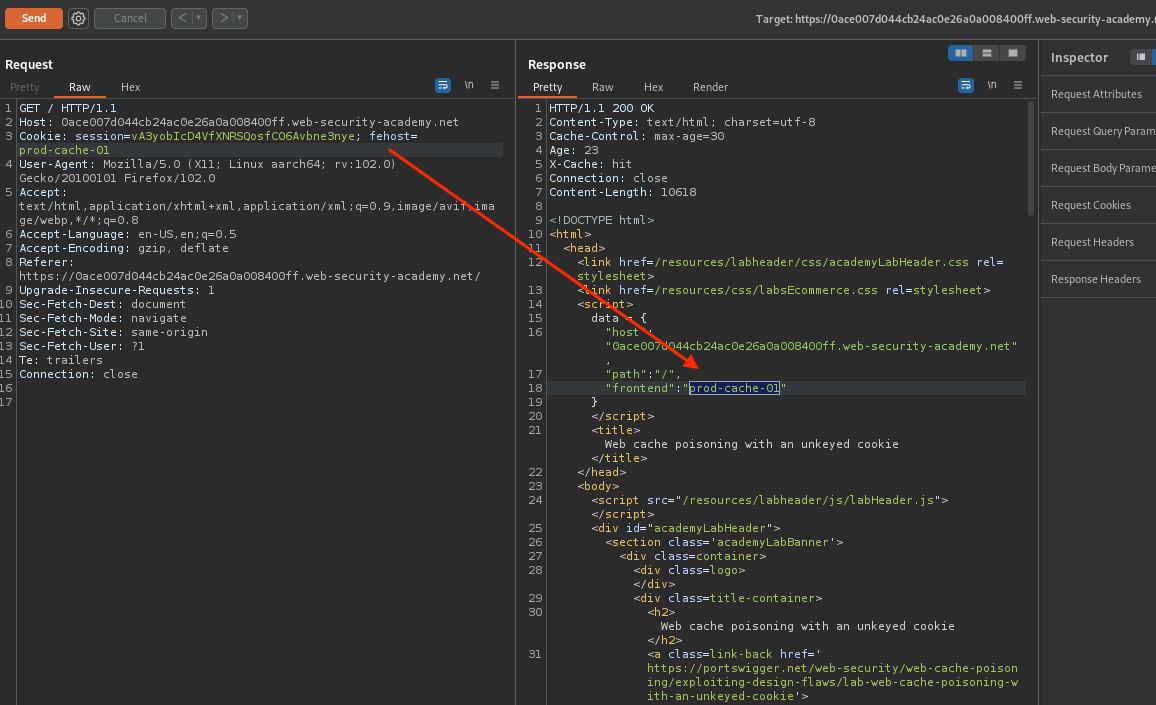 Send
Cancel
<
>
Target: https://0ace007d044cb24ac0e26a0a008400ff.web-security-academy.
Request
Pretty Raw Hex
\n
1 GET / HTTP/1.1
2 Host: 0ace007d044cb24ac0e26a0a008400ff.web-security-academy.net
3 Cookie: session=vA3yobIcD4VfXNRSQosfCO6Avbne3nye; fehost=
prod-cache-01
4 User-Agent: Mozilla/5.0 (X11; Linux aarch64; rv:102.0)
Gecko/20100101 Firefox/102.0
5 Accept:
text/html,application/xhtml+xml,application/xml;q=0.9,image/avif,ima
ge/webp,*/*;q=0.8
6 Accept-Language: en-US,en;q=0.5
7 Accept-Encoding: gzip, deflate
8 Referer:
https://0ace007d044cb24ac0e26a0a008400ff.web-security-academy.net/
9 Upgrade-Insecure-Requests: 1
10 Sec-Fetch-Dest: document
11 Sec-Fetch-Mode: navigate
12 Sec-Fetch-Site: same-origin
13 Sec-Fetch-User: ?1
14 Te: trailers
15 Connection: close
16
17
Response
Pretty Raw Hex Render
\n
1 HTTP/1.1 200 OK
2 Content-Type: text/html; charset=utf-8
3 Cache-Control: max-age=30
4 Age: 23
5 X-Cache: hit
6 Connection: close
7 Content-Length: 10618
8
9 <!DOCTYPE html>
10 <html>
11 <head>
12 <link href=/resources/labheader/css/academyLabHeader.css rel=
stylesheet>
13 <link href=/resources/css/labsEcommerce.css rel=stylesheet>
14 <script>
15 data = {
16 "host":
"0ace007d044cb24ac0e26a0a008400ff.web-security-academy.net"
,
17 "path":"/",
18 "frontend":"prod-cache-01"
19 }
20 </script>
21 <title>
Web cache poisoning with an unkeyed cookie
</title>
22 </head>
23 <body>
24 <script src="/resources/labheader/js/labHeader.js">
</script>
25 <div id="academyLabHeader">
26 <section class='academyLabBanner'>
27 <div class=container>
28 <div class=logo>
</div>
29 <div class=title-container>
30 <h2>
Web cache poisoning with an unkeyed cookie
</h2>
31 <a class=link-back href='
https://portswigger.net/web-security/web-cache-poison
ing/exploiting-design-flaws/lab-web-cache-poisoning-w
ith-an-unkeyed-cookie'>
Inspector
Request Attributes
Request Query Param
Request Body Parame
Request Cookies
Request Headers
Response Headers